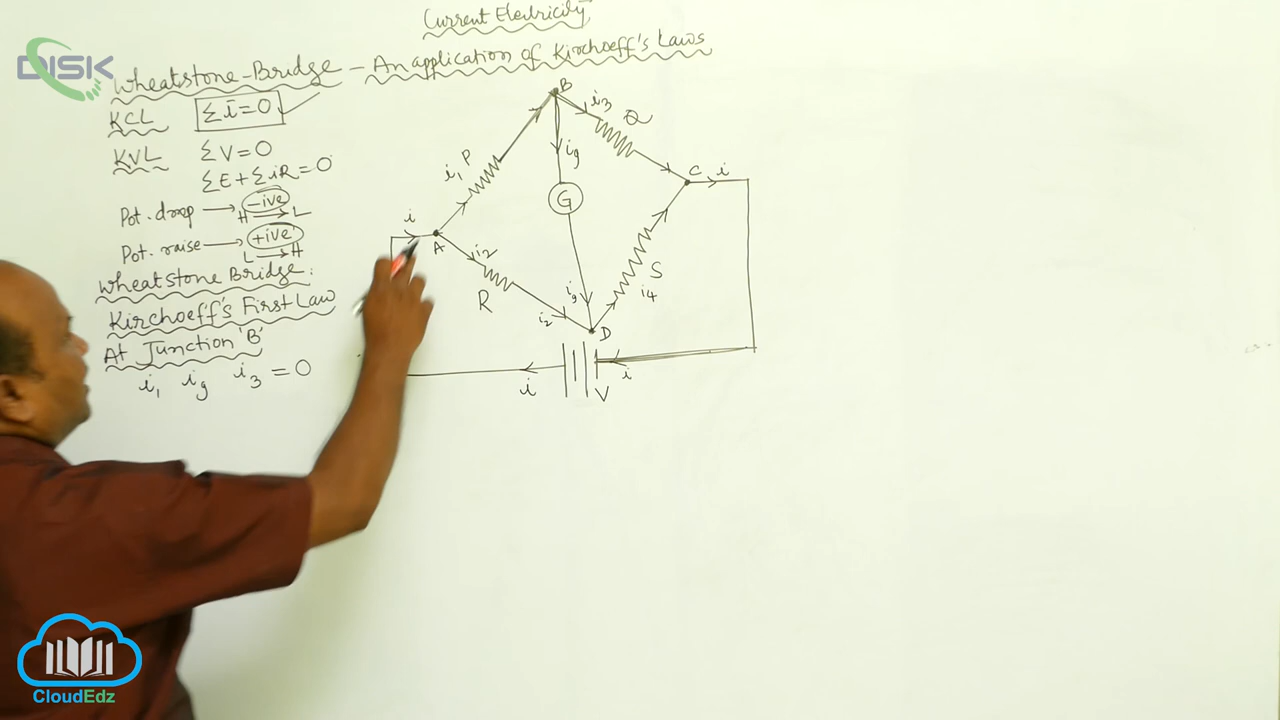 Current Electricity
DISK
Wheatstone-Bridge – An application of Kirchoeff's Laws
KCL Σi=0
KVL ΣV=0
ΣE+ΣiR=0
Pot. drop → -ive
H → L
Pot. raise → +ive
L → H
Wheatstone Bridge:
Kirchoeff's First Law
At Junction 'B'
i₁ ig i₃ =0
B
i₃
Q
i₁ P
ig
G
C i
i
A
i₂
R
S
i₄
ig
i₂
D
i
V
i
CloudEdz